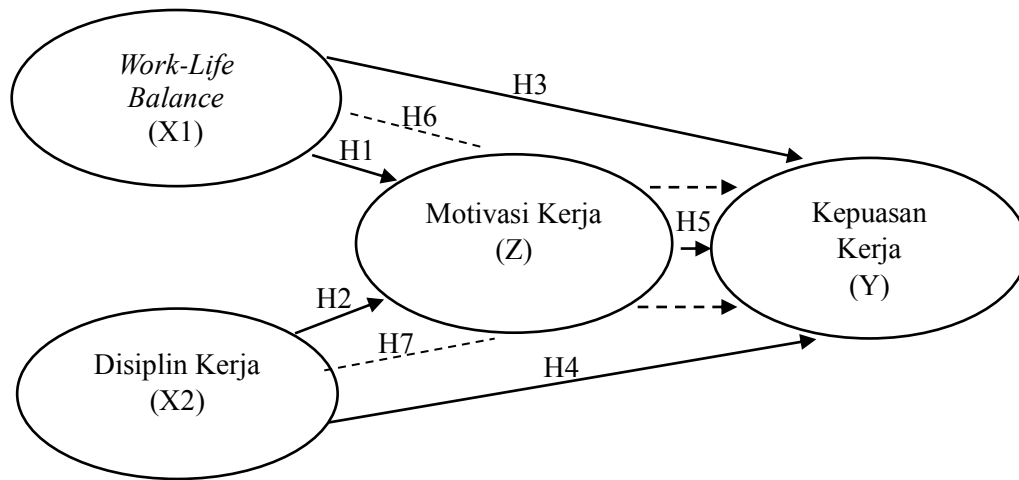 Work-Life
Balance
(X1)
H3
H6
H1
Motivasi Kerja
(Z)
H5
Kepuasan
Kerja
(Y)
H2
H7
Disiplin Kerja
(X2)
H4